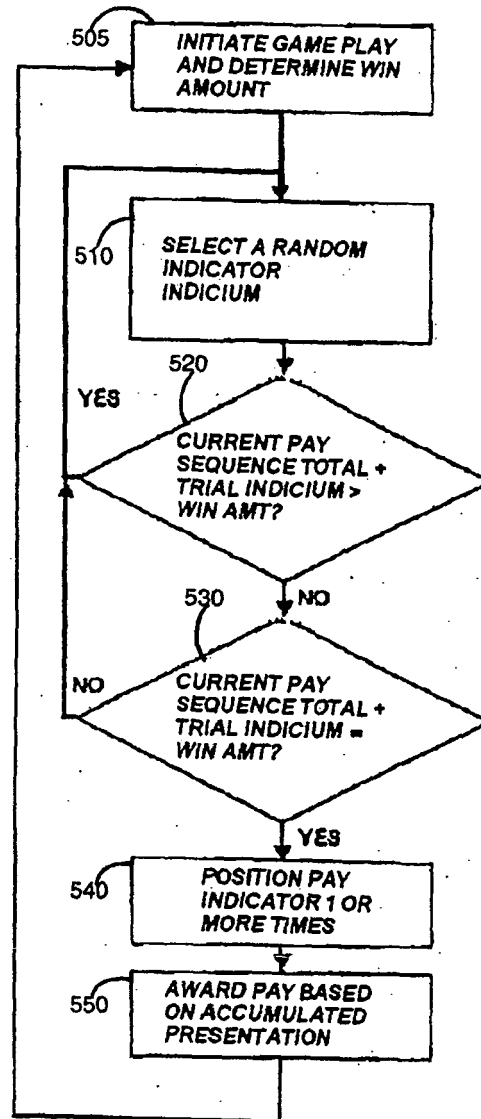 505
INITIATE GAME PLAY
AND DETERMINE WIN
AMOUNT
510
SELECT A RANDOM
INDICATOR
INDICIUM
520
YES
CURRENT PAY
SEQUENCE TOTAL +
TRIAL INDICIUM >
WIN AMT?
NO
530
NO
CURRENT PAY
SEQUENCE TOTAL +
TRIAL INDICIUM =
WIN AMT?
YES
540
POSITION PAY
INDICATOR 1 OR
MORE TIMES
550
AWARD PAY BASED
ON ACCUMULATED
PRESENTATION